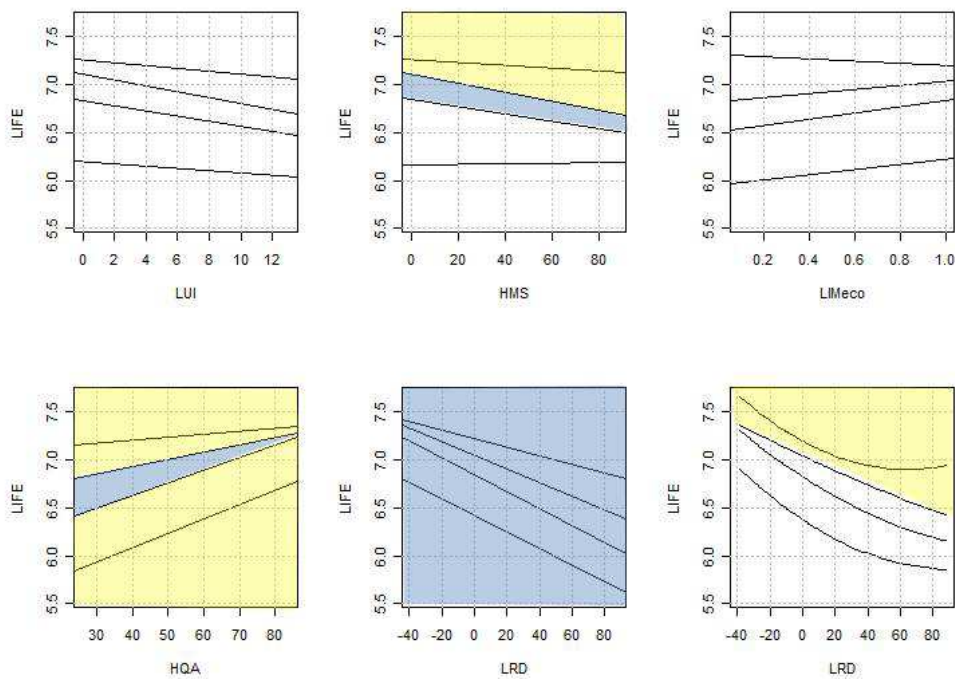 7.5 7.5 7.5
7.0 7.0 7.0
LIFE LIFE LIFE
6.5 6.5 6.5
6.0 6.0 6.0
5.5 5.5 5.5
0 2 4 6 8 10 12 0 20 40 60 80 0.2 0.4 0.6 0.8 1.0
LUI HMS LIMeco
7.5 7.5 7.5
7.0 7.0 7.0
LIFE LIFE LIFE
6.5 6.5 6.5
6.0 6.0 6.0
5.5 5.5 5.5
30 40 50 60 70 80 -40 -20 0 20 40 60 80 -40 -20 0 20 40 60 80
HQA LRD LRD